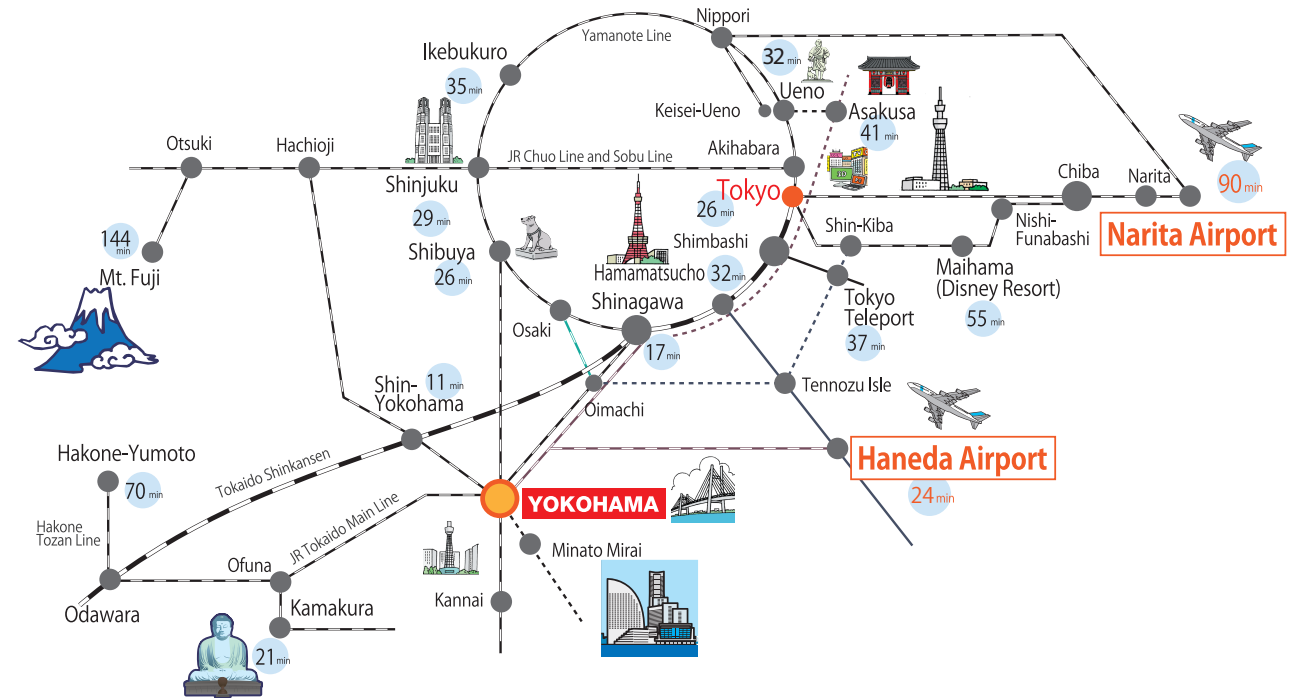 Nippori
Yamanote Line
32 min
Ikebukuro
35 min
Ueno
Keisei-Ueno
Asakusa
41 min
Otsuki
Hachioji
JR Chuo Line and Sobu Line
Akihabara
Shinjuku
29 min
Tokyo
26 min
Chiba
Narita
90 min
Narita Airport
Nishi-
Funabashi
Shin-Kiba
Maihama
(Disney Resort)
55 min
144
min
Mt. Fuji
Shibuya
26 min
Shimbashi
Hamamatsucho
32 min
Shinagawa
17 min
Osaki
Tokyo
Teleport
37 min
Shin-
Yokohama
11 min
Oimachi
Tennozu Isle
Haneda Airport
24 min
Hakone-Yumoto
70 min
Tokaido Shinkansen
Hakone
Tozan Line
JR Tokaido Main Line
YOKOHAMA
Minato Mirai
Ofuna
Kannai
Odawara
Kamakura
21 min